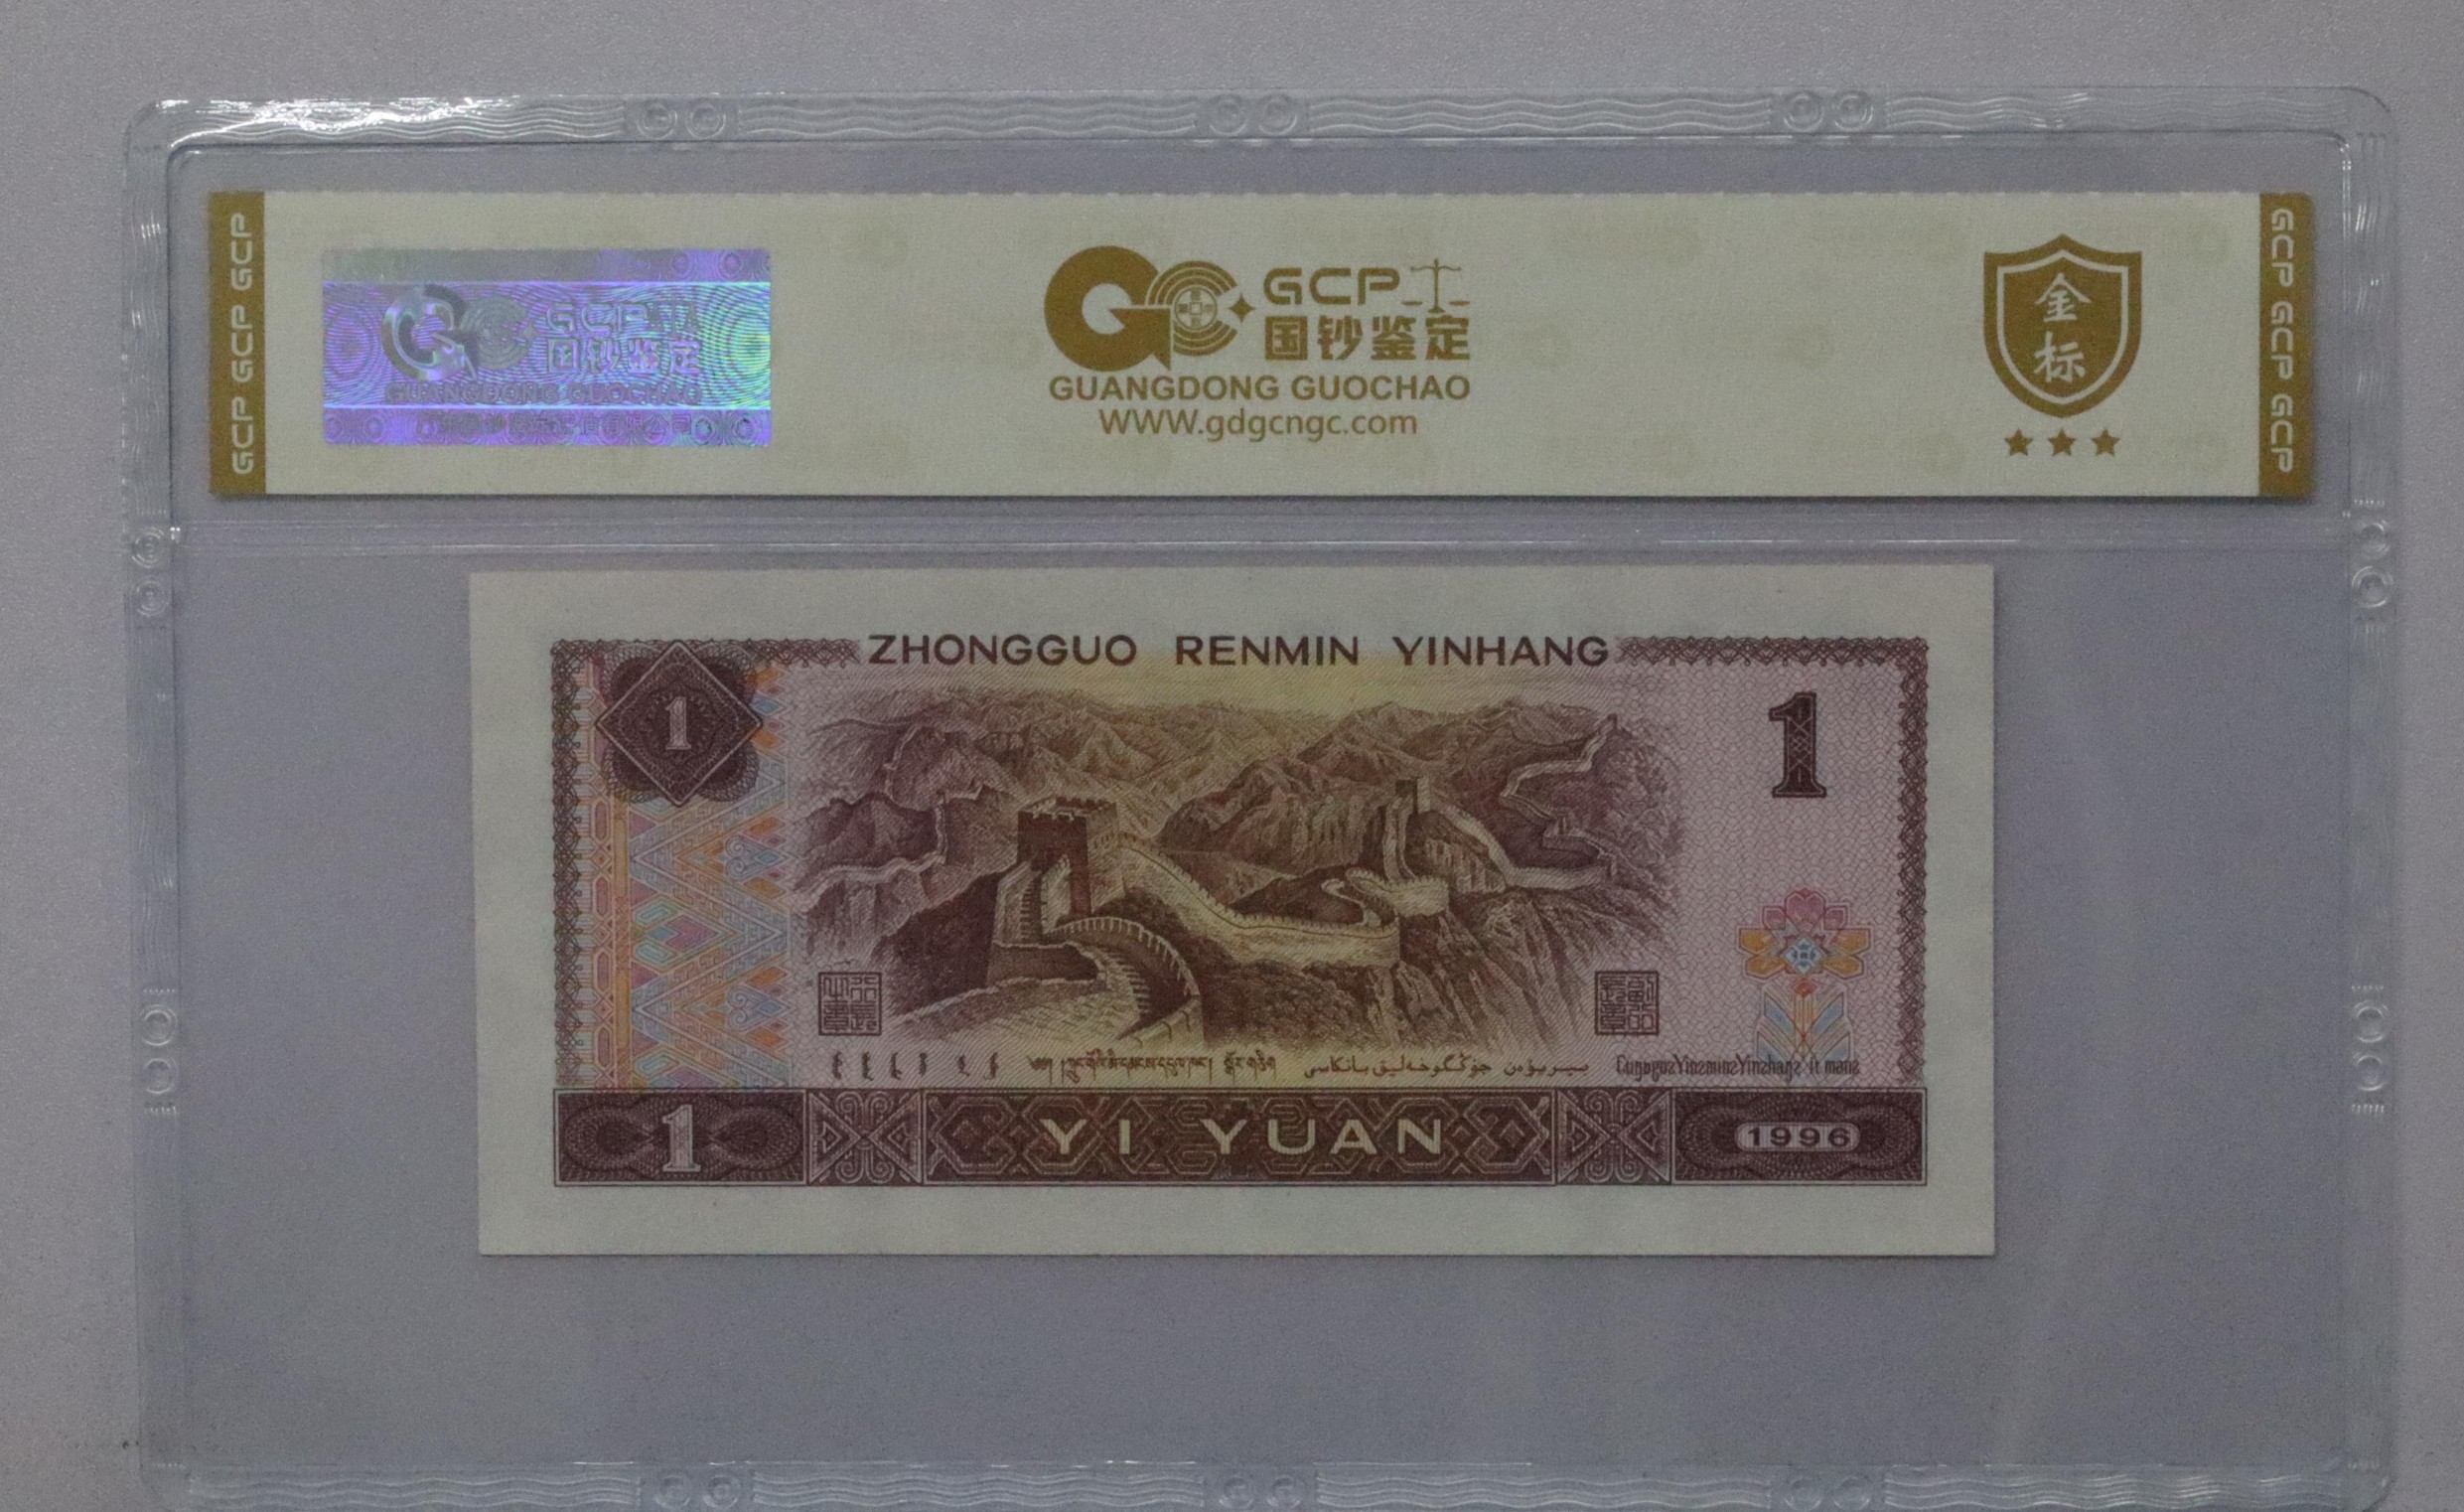 GCP GCP GCP
GCP
国钞鉴定
GUANGDONG GUOCHAO
GCP
国钞鉴定
GUANGDONG GUOCHAO
WWW.gdgcngc.com
金
标
GCP GCP GCP
ZHONGGUO RENMIN YINHANG
1
1
1 YI YUAN 1996